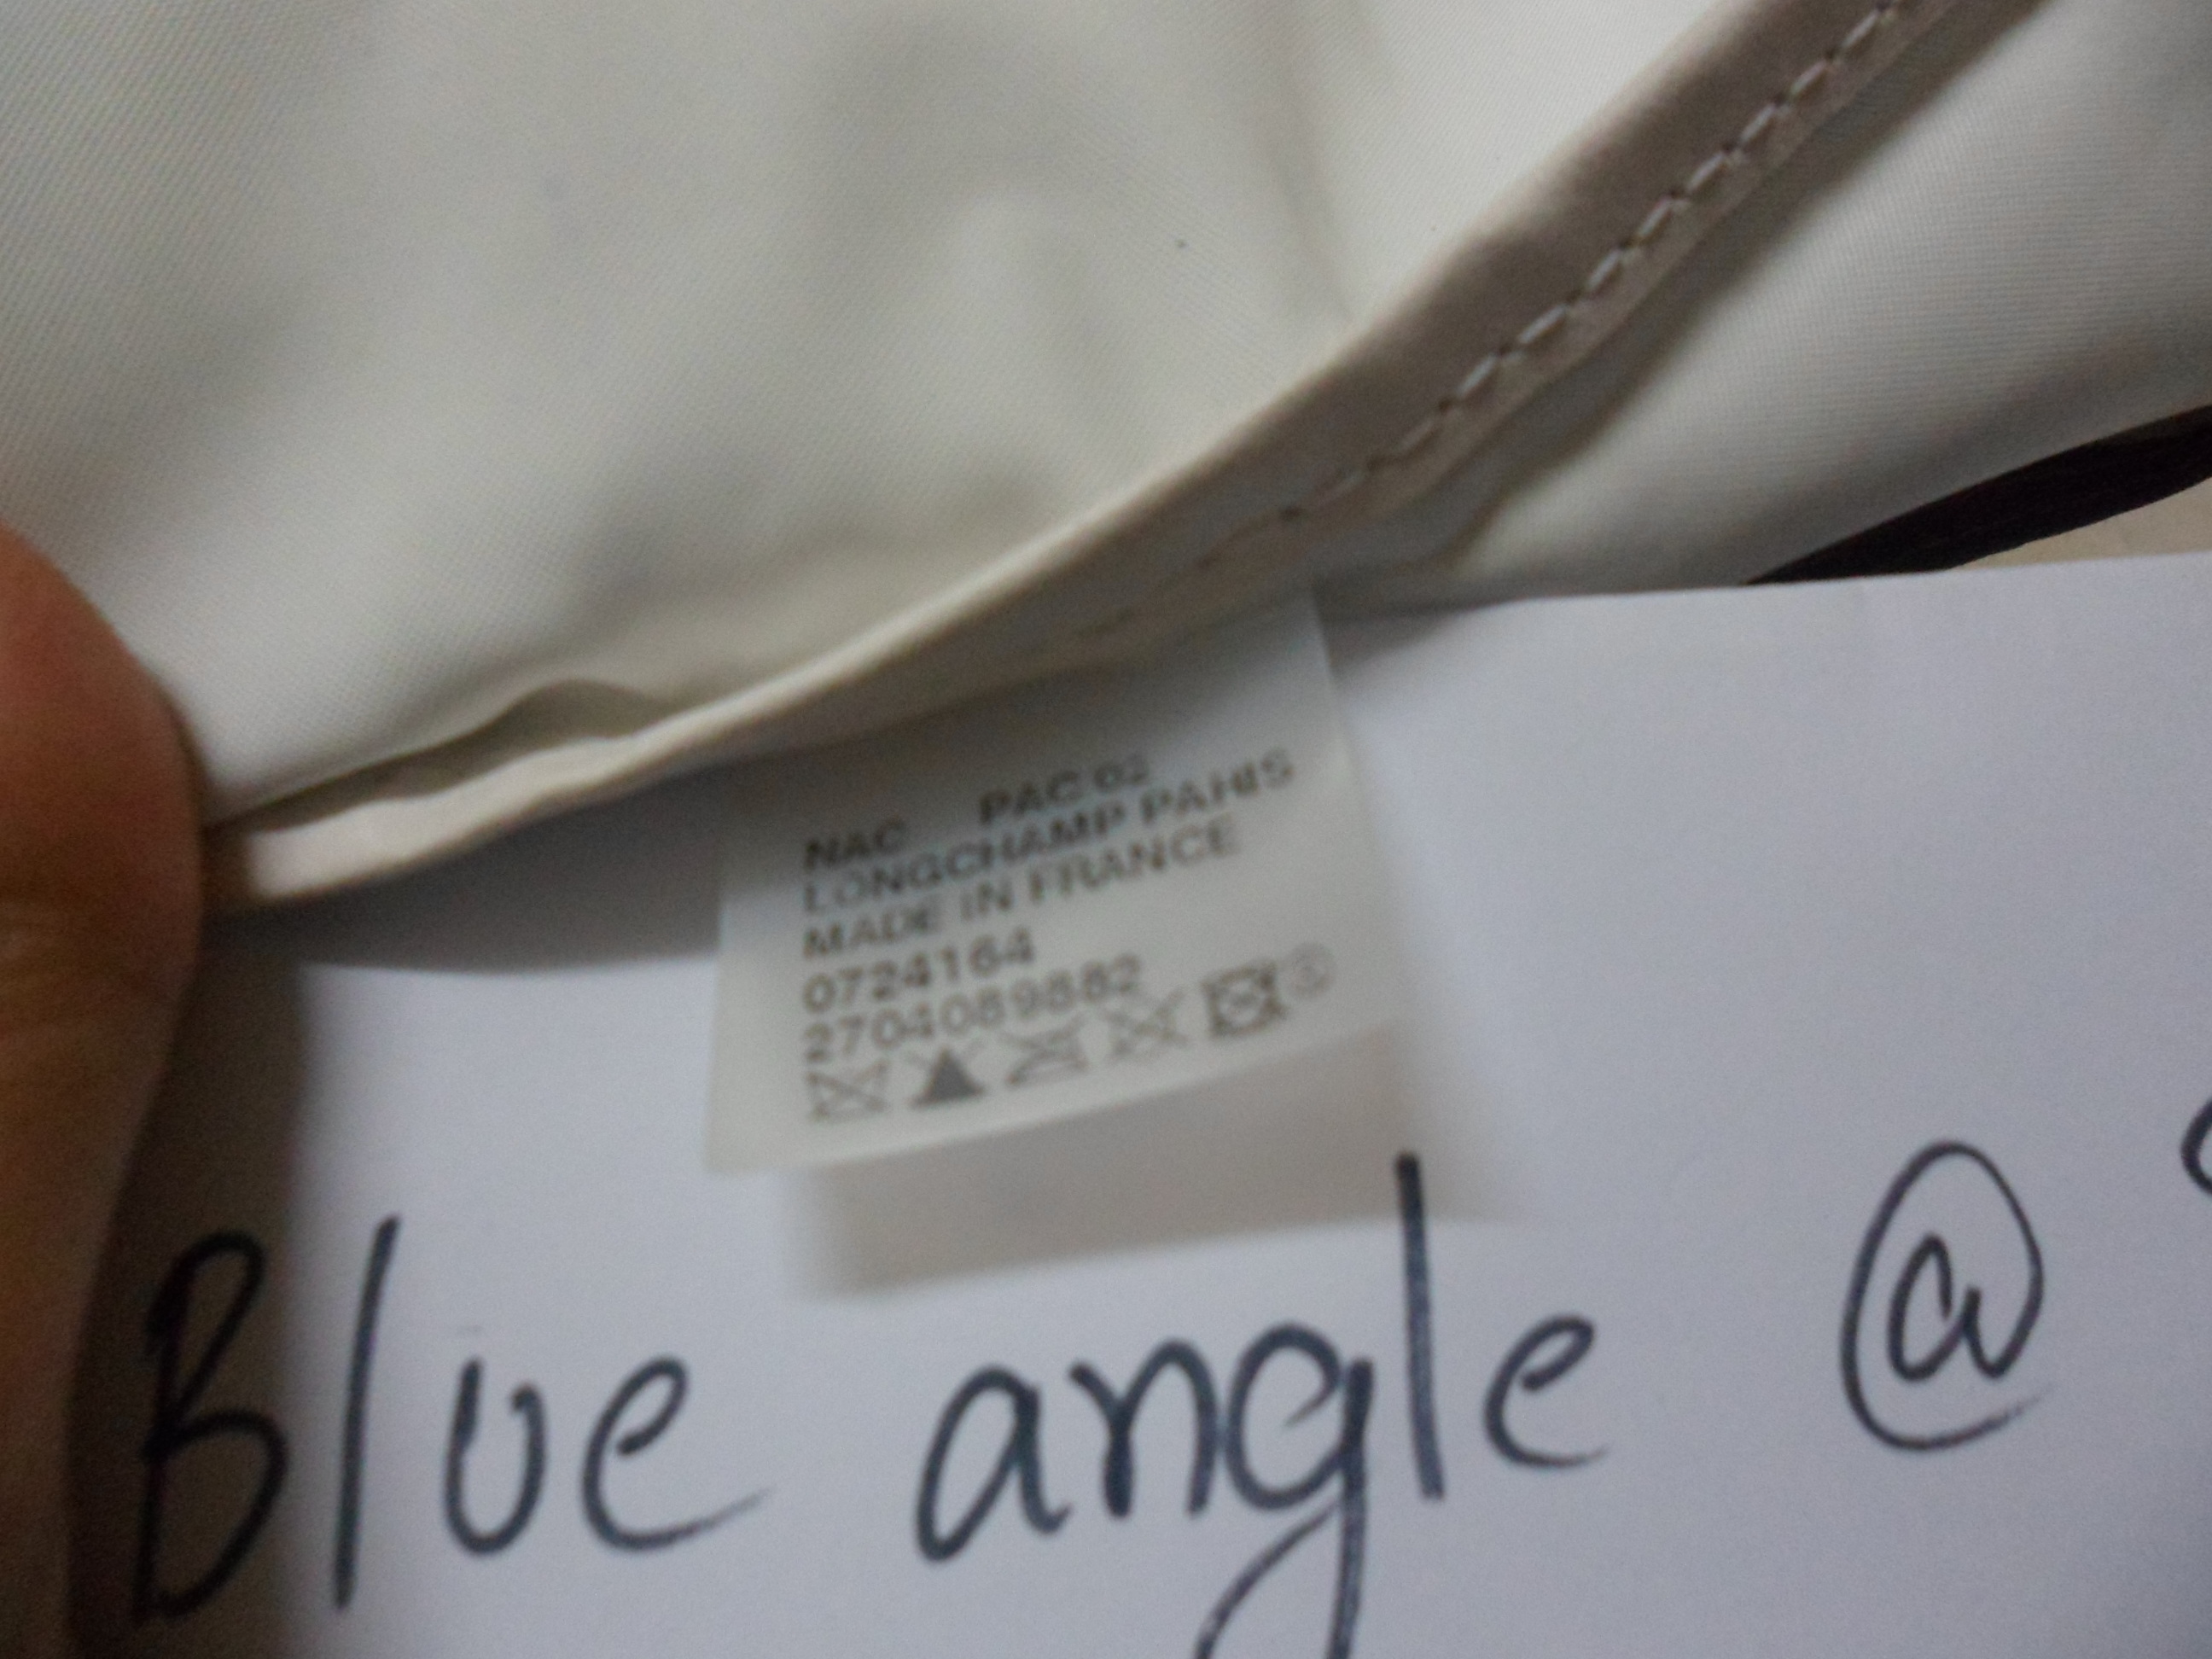 NAC PAC 02
LONGCHAMP PARIS
MADE IN FRANCE
0724164
2704089882
Blue angle @